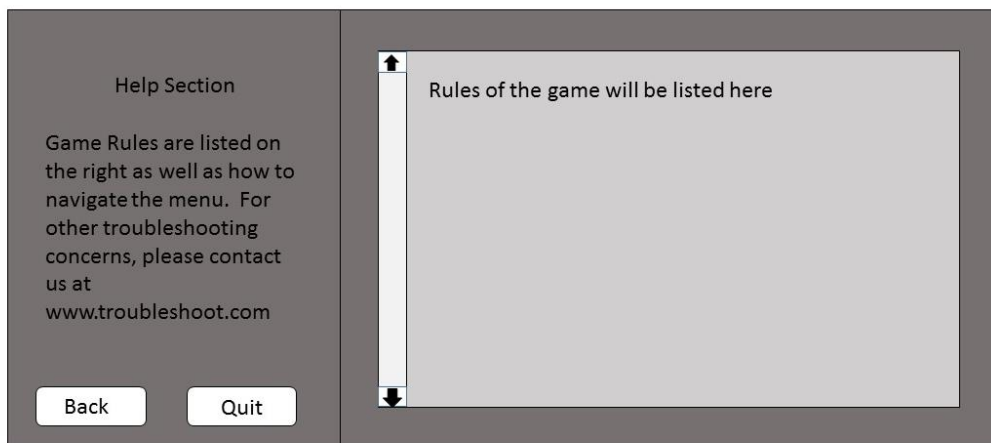 Help Section
Game Rules are listed on
the right as well as how to
navigate the menu.  For
other troubleshooting
concerns, please contact
us at
www.troubleshoot.com
Back
Quit
Rules of the game will be listed here